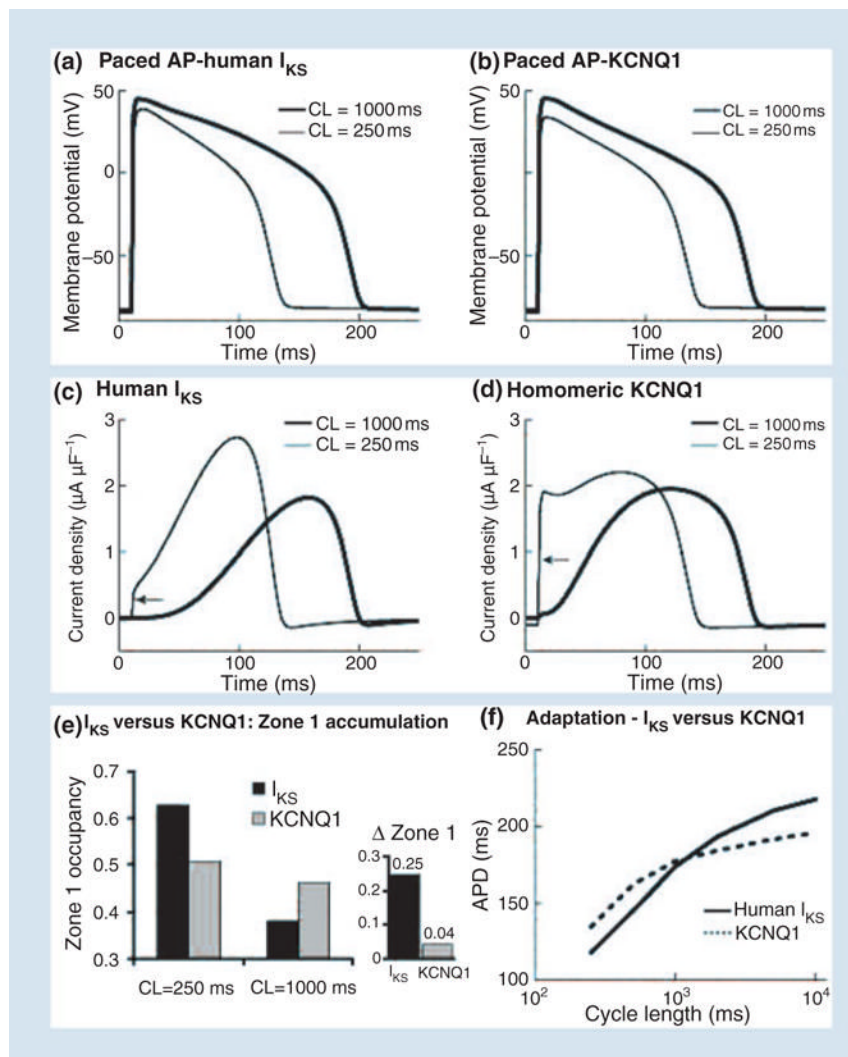 (a) Paced AP-human IKS
50
0
−50
Membrane potential (mV)
CL = 1000 ms
CL = 250 ms
0 100 200
Time (ms)
(b) Paced AP-KCNQ1
50
0
−50
Membrane potential (mV)
CL = 1000 ms
CL = 250 ms
0 100 200
Time (ms)
(c) Human IKS
3
2
1
0
Current density (µA µF⁻¹)
CL = 1000 ms
CL = 250 ms
0 100 200
Time (ms)
(d) Homomeric KCNQ1
3
2
1
0
Current density (µA µF⁻¹)
CL = 1000 ms
CL = 250 ms
0 100 200
Time (ms)
(e) IKS versus KCNQ1: Zone 1 accumulation
0.7
0.6
0.5
0.4
0.3
Zone 1 occupancy
IKS
KCNQ1
CL=250 ms CL=1000 ms
Δ Zone 1
0.3
0.2
0.1
0
0.25
0.04
IKS KCNQ1
(f) Adaptation - IKS versus KCNQ1
250
200
150
100
APD (ms)
Human IKS
KCNQ1
10² 10³ 10⁴
Cycle length (ms)